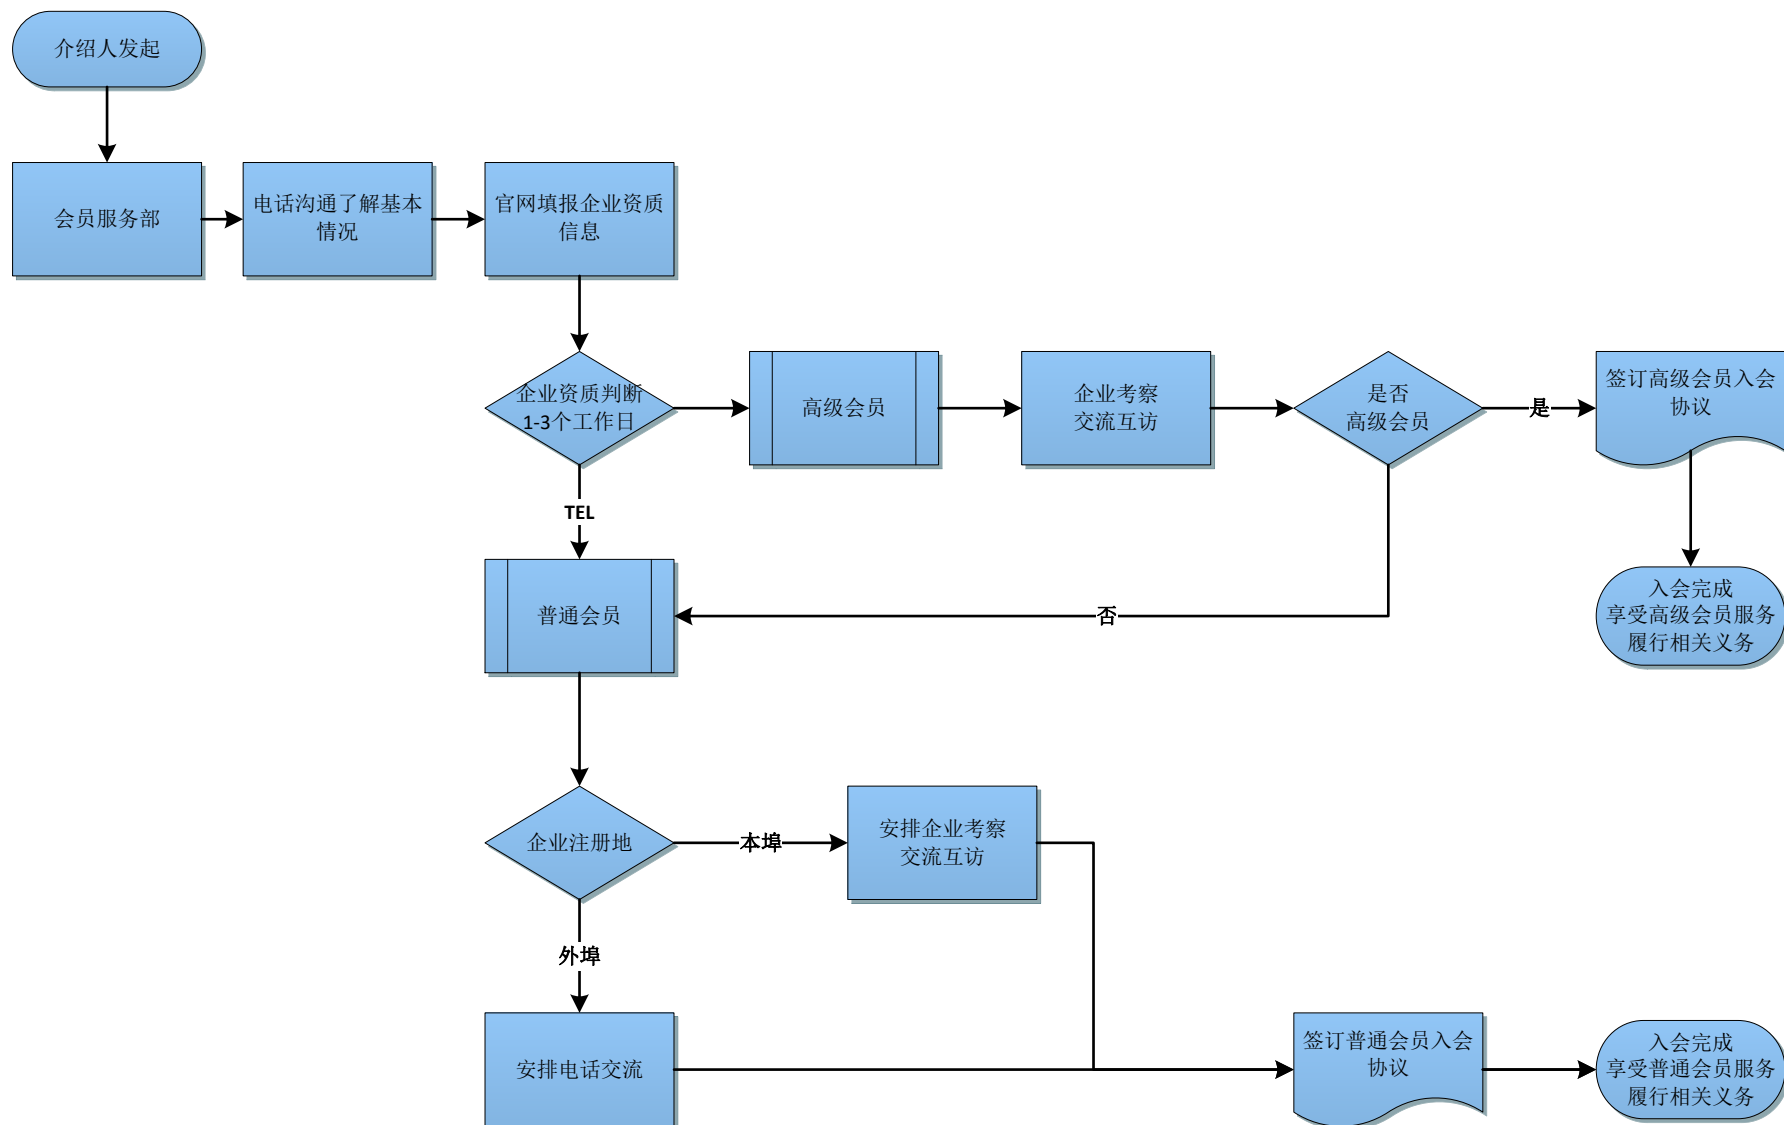 介绍人发起
会员服务部
电话沟通了解基本
情况
官网填报企业资质
信息
企业资质判断
1-3个工作日
高级会员
企业考察
交流互访
是否
高级会员
是
签订高级会员入会
协议
TEL
普通会员
否
入会完成
享受高级会员服务
履行相关义务
企业注册地
本埠
安排企业考察
交流互访
外埠
安排电话交流
签订普通会员入会
协议
入会完成
享受普通会员服务
履行相关义务